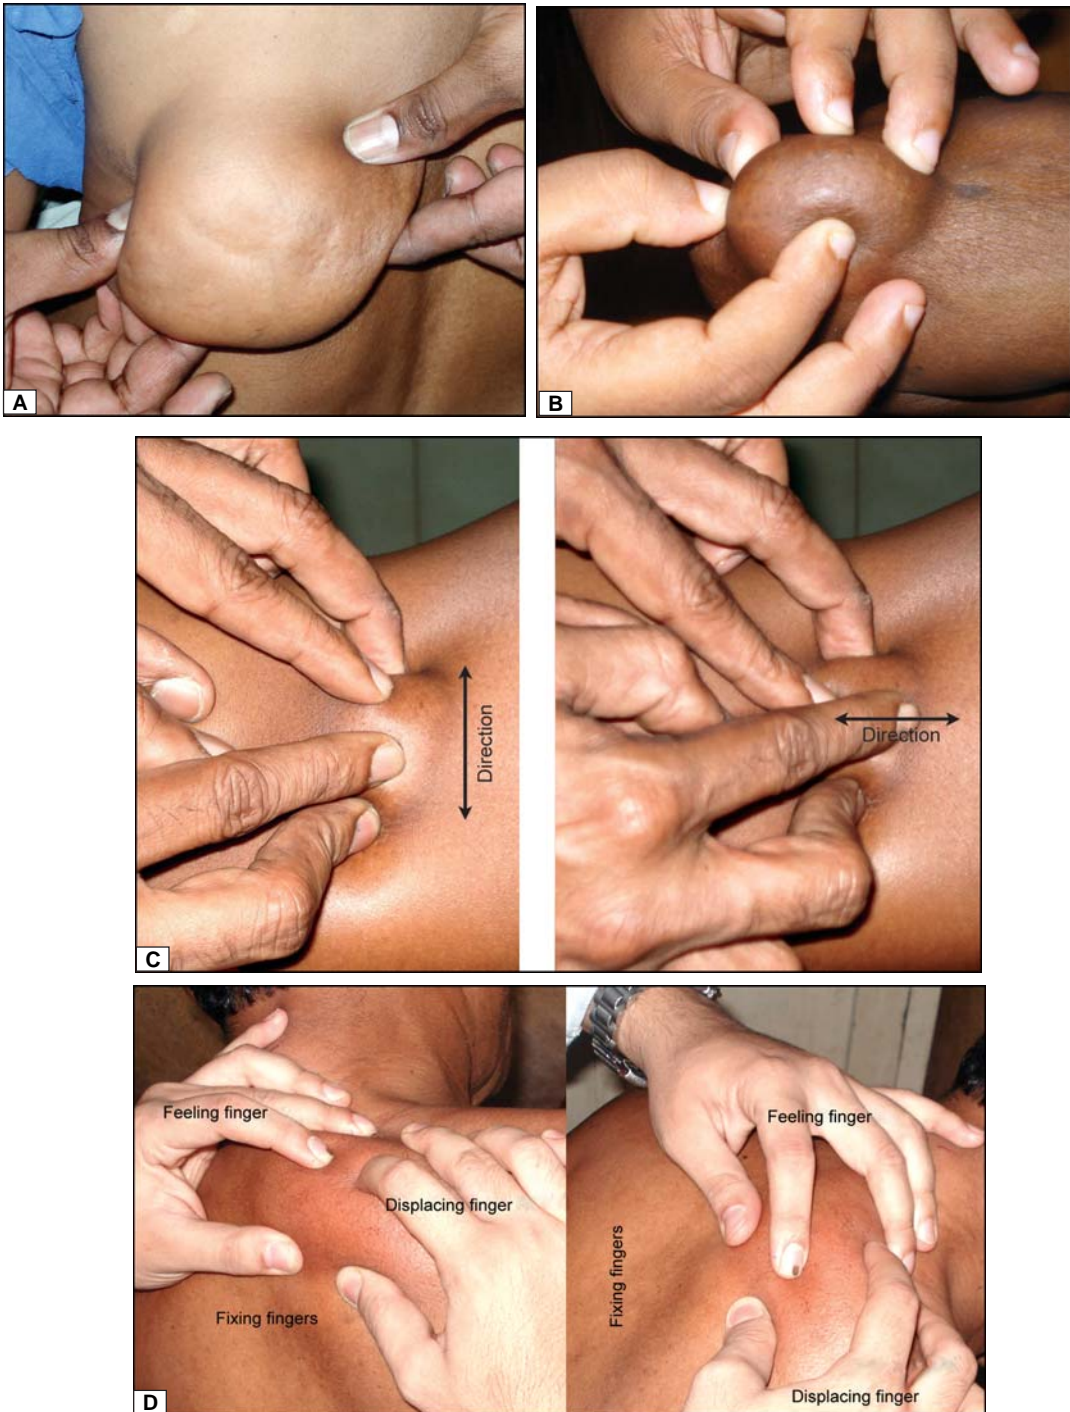 A
B
Direction
Direction
C
Feeling finger
Displacing finger
Fixing fingers
Feeling finger
Fixing fingers
Displacing finger
D